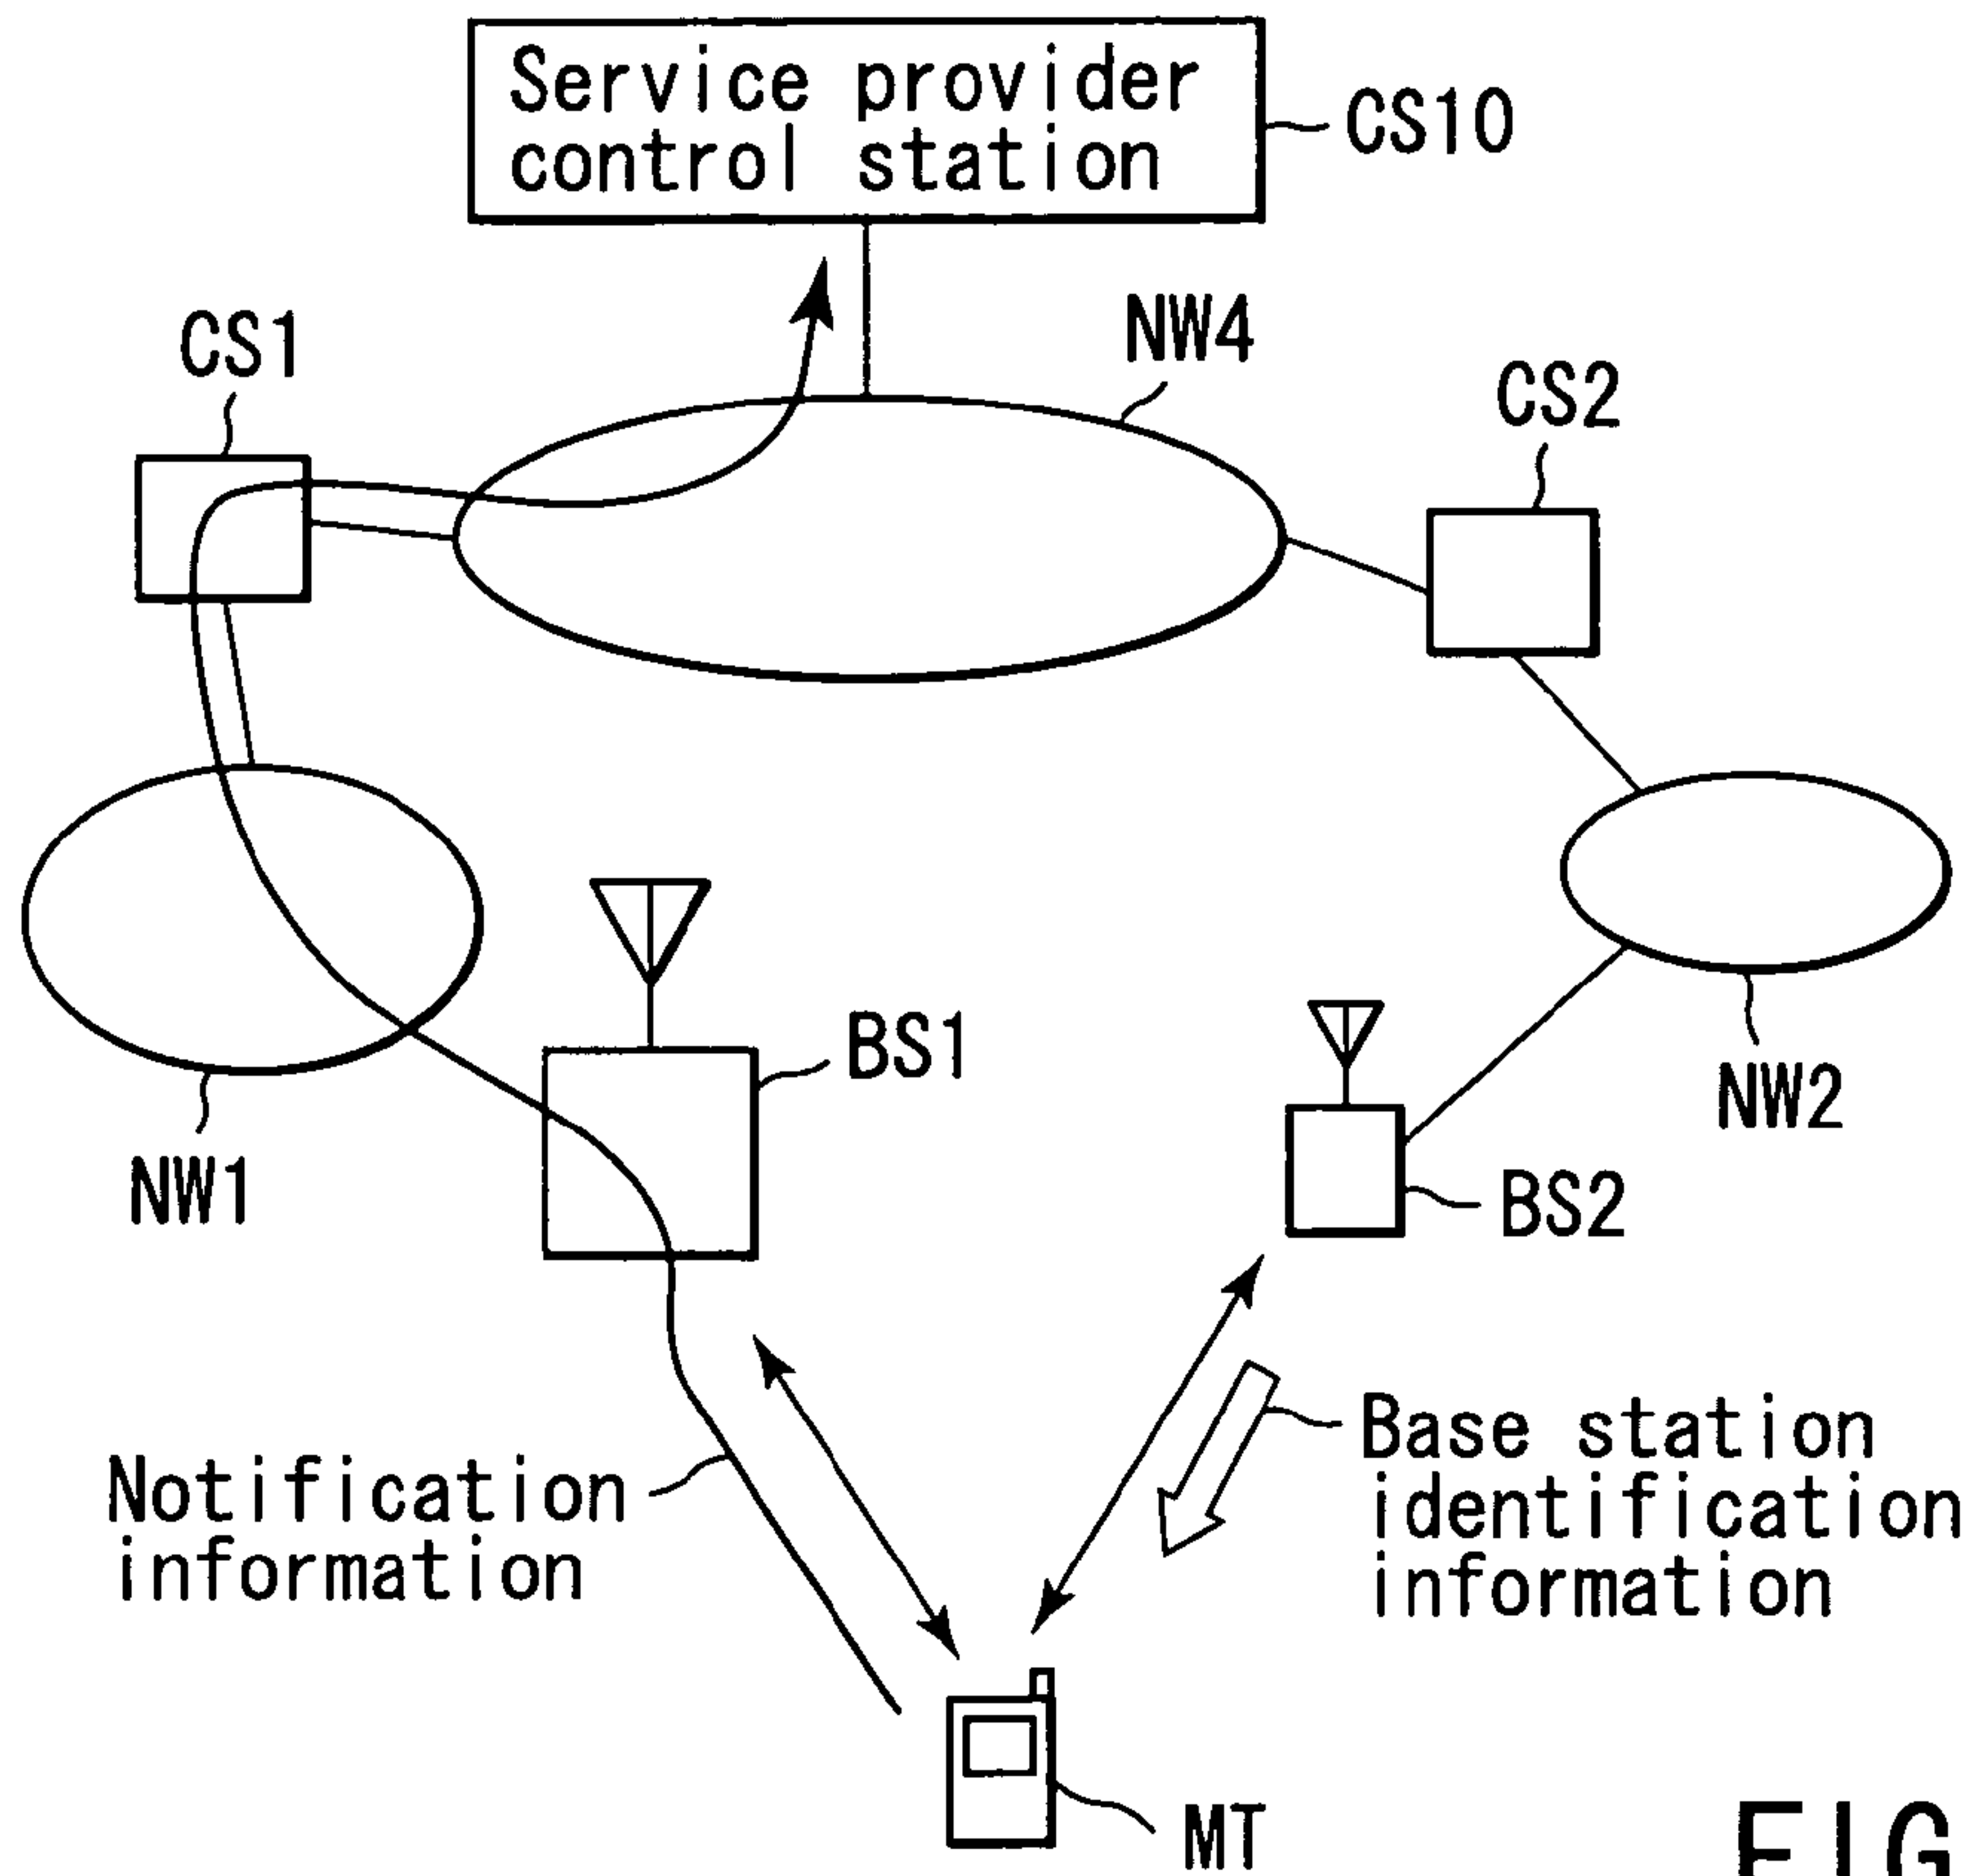 Service provider
control station
CS10
CS1
NW4
CS2
BS1
NW1
NW2
BS2
Notification
information
Base station
identification
information
MT
FIG